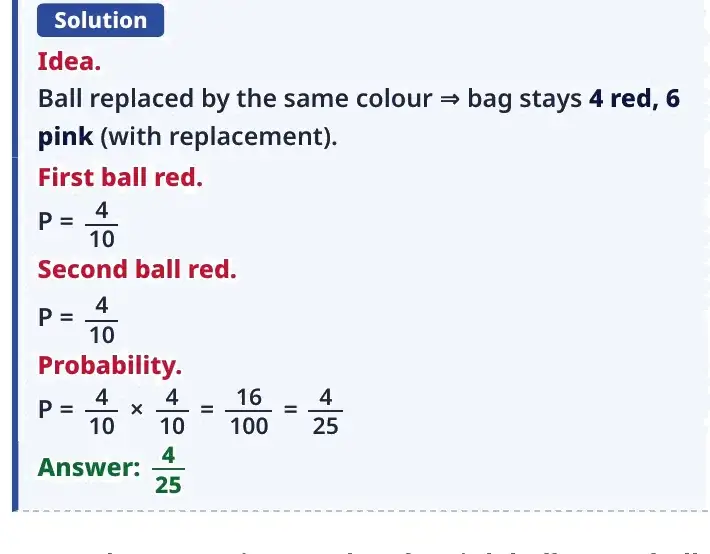 Solution
Idea.
Ball replaced by the same colour ⇒ bag stays 4 red, 6
pink (with replacement).
First ball red.
P = 4/10
Second ball red.
P = 4/10
Probability.
P = 4/10 × 4/10 = 16/100 = 4/25
Answer: 4/25